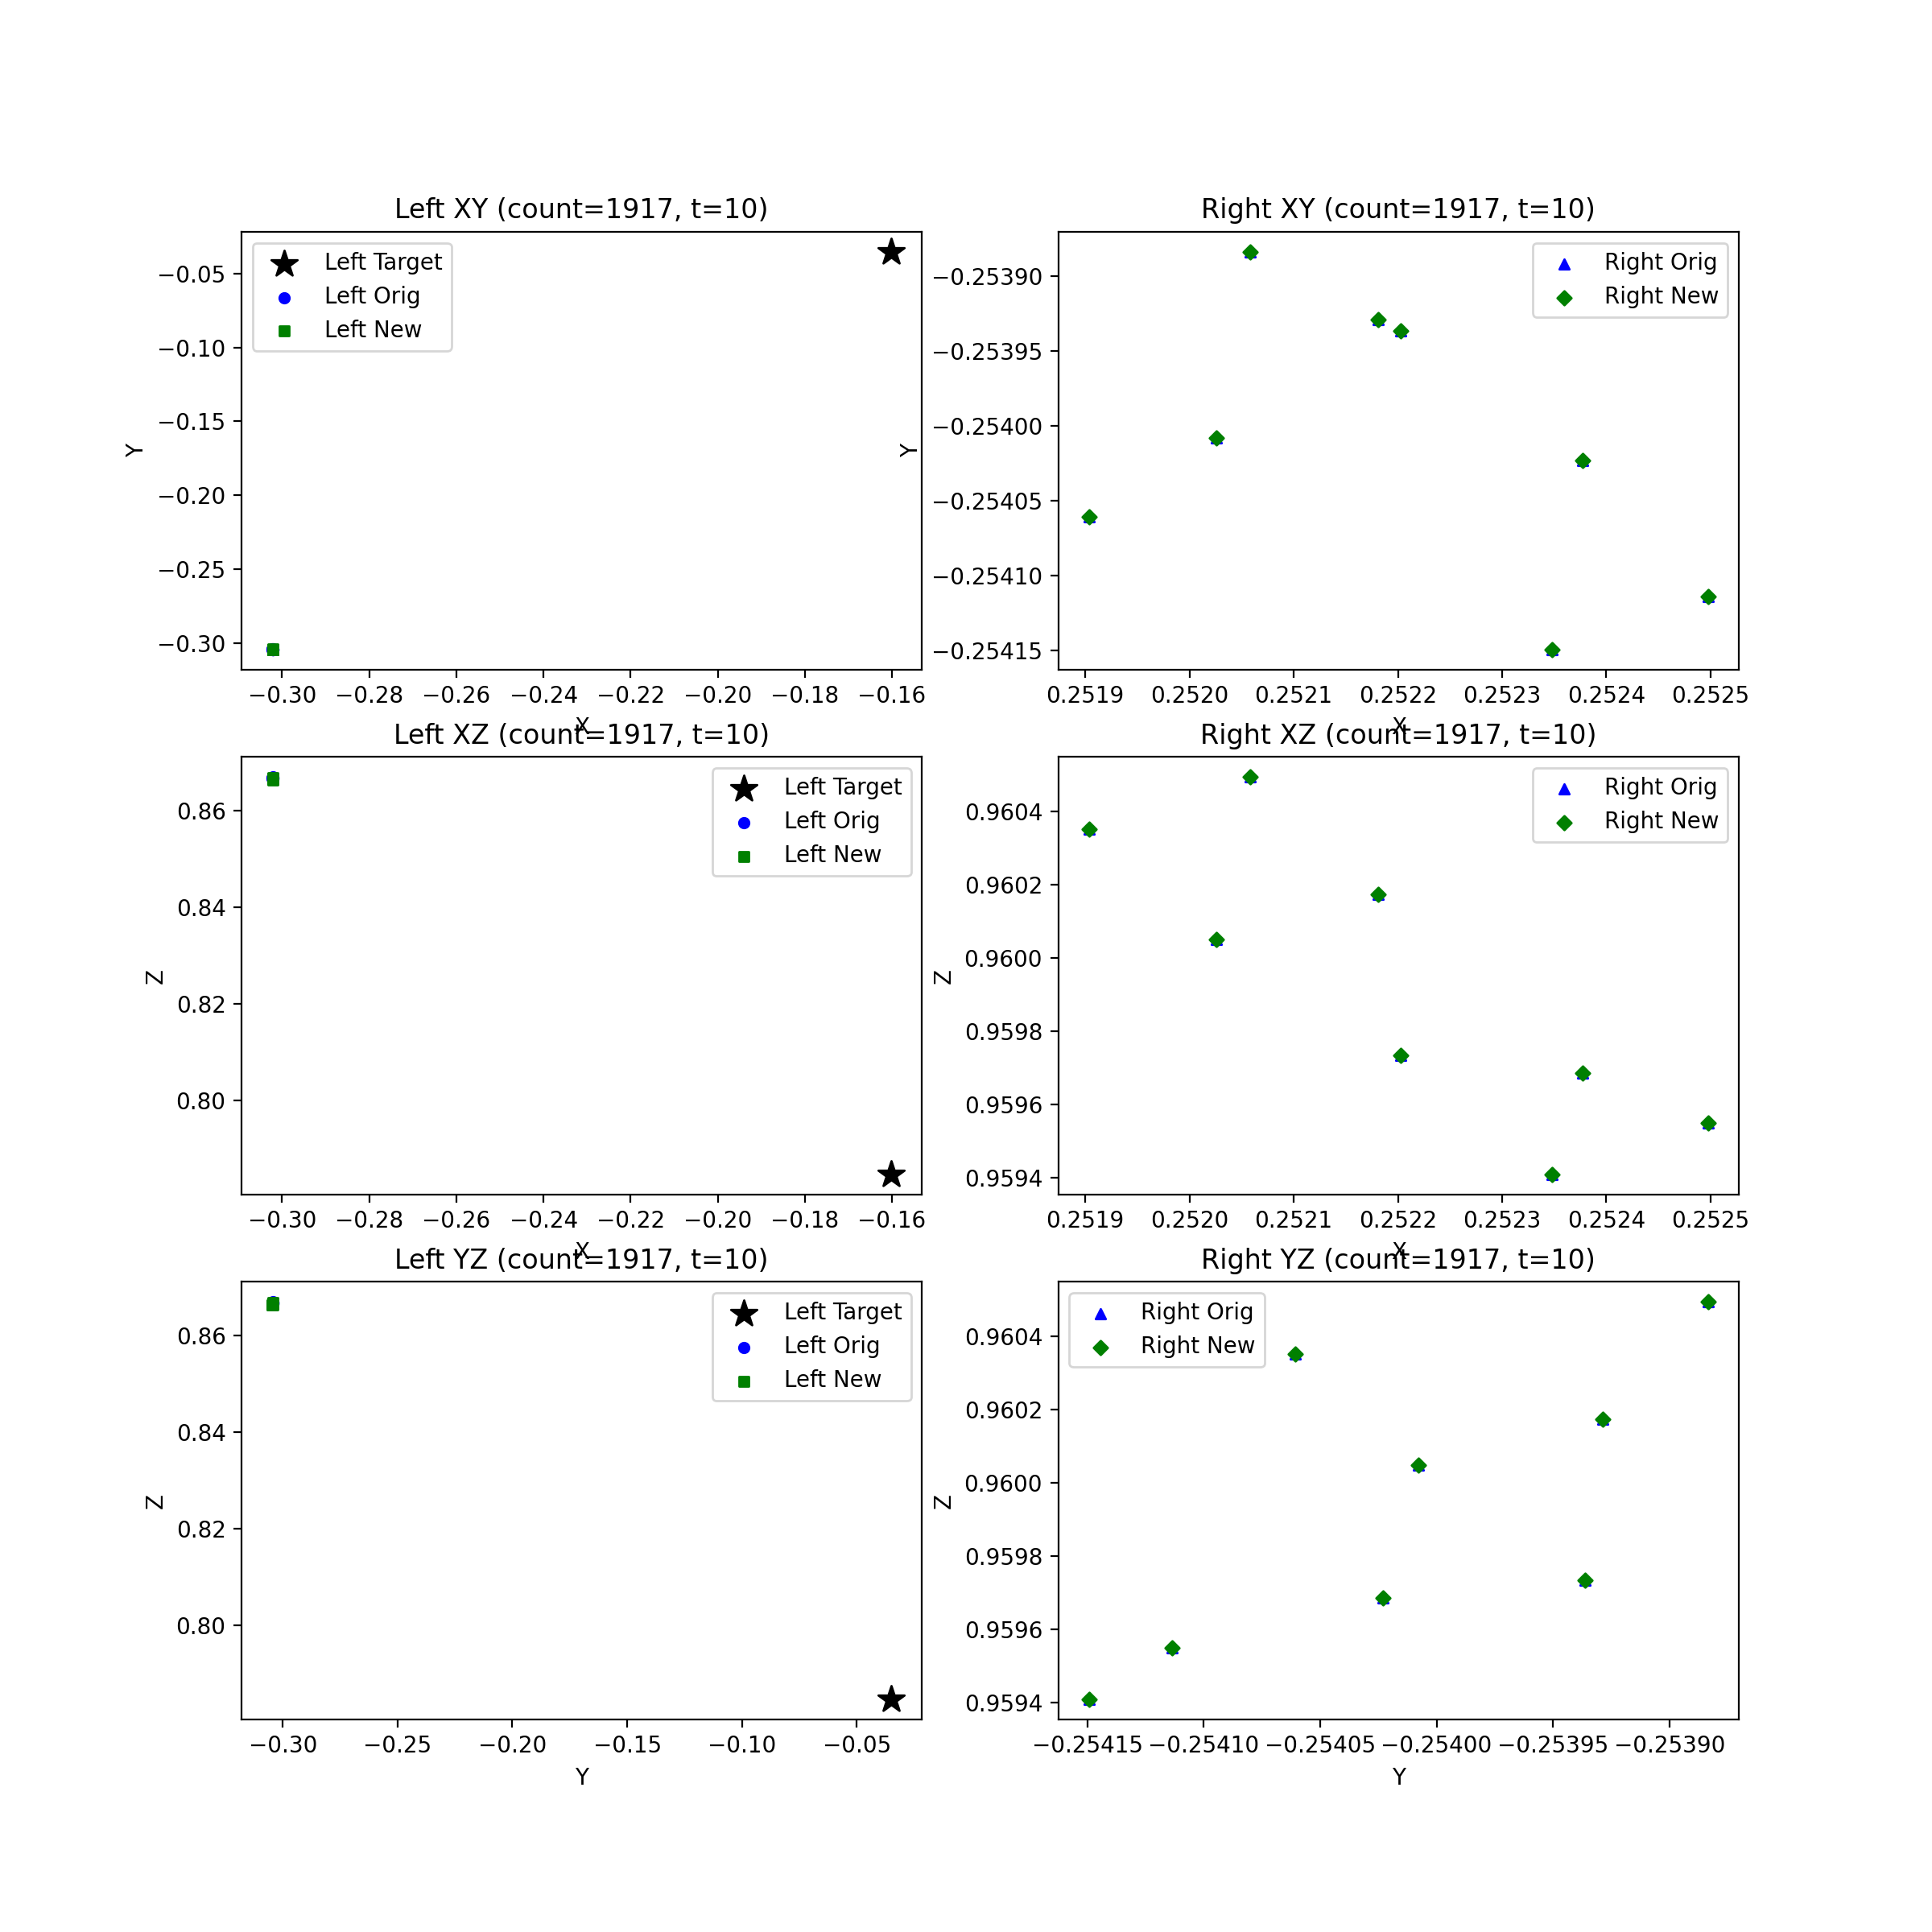 Left XY (count=1917, t=10)
Left Target
Left Orig
Left New
−0.05
−0.10
−0.15
−0.20
−0.25
−0.30
Y
−0.30 −0.28 −0.26 −0.24 −0.22 −0.20 −0.18 −0.16
X
Right XY (count=1917, t=10)
Right Orig
Right New
−0.25390
−0.25395
−0.25400
−0.25405
−0.25410
−0.25415
Y
0.2519 0.2520 0.2521 0.2522 0.2523 0.2524 0.2525
X
Left XZ (count=1917, t=10)
Left Target
Left Orig
Left New
0.86
0.84
0.82
0.80
Z
−0.30 −0.28 −0.26 −0.24 −0.22 −0.20 −0.18 −0.16
X
Right XZ (count=1917, t=10)
Right Orig
Right New
0.9604
0.9602
0.9600
0.9598
0.9596
0.9594
Z
0.2519 0.2520 0.2521 0.2522 0.2523 0.2524 0.2525
X
Left YZ (count=1917, t=10)
Left Target
Left Orig
Left New
0.86
0.84
0.82
0.80
Z
−0.30 −0.25 −0.20 −0.15 −0.10 −0.05
Y
Right YZ (count=1917, t=10)
Right Orig
Right New
0.9604
0.9602
0.9600
0.9598
0.9596
0.9594
Z
−0.25415 −0.25410 −0.25405 −0.25400 −0.25395 −0.25390
Y